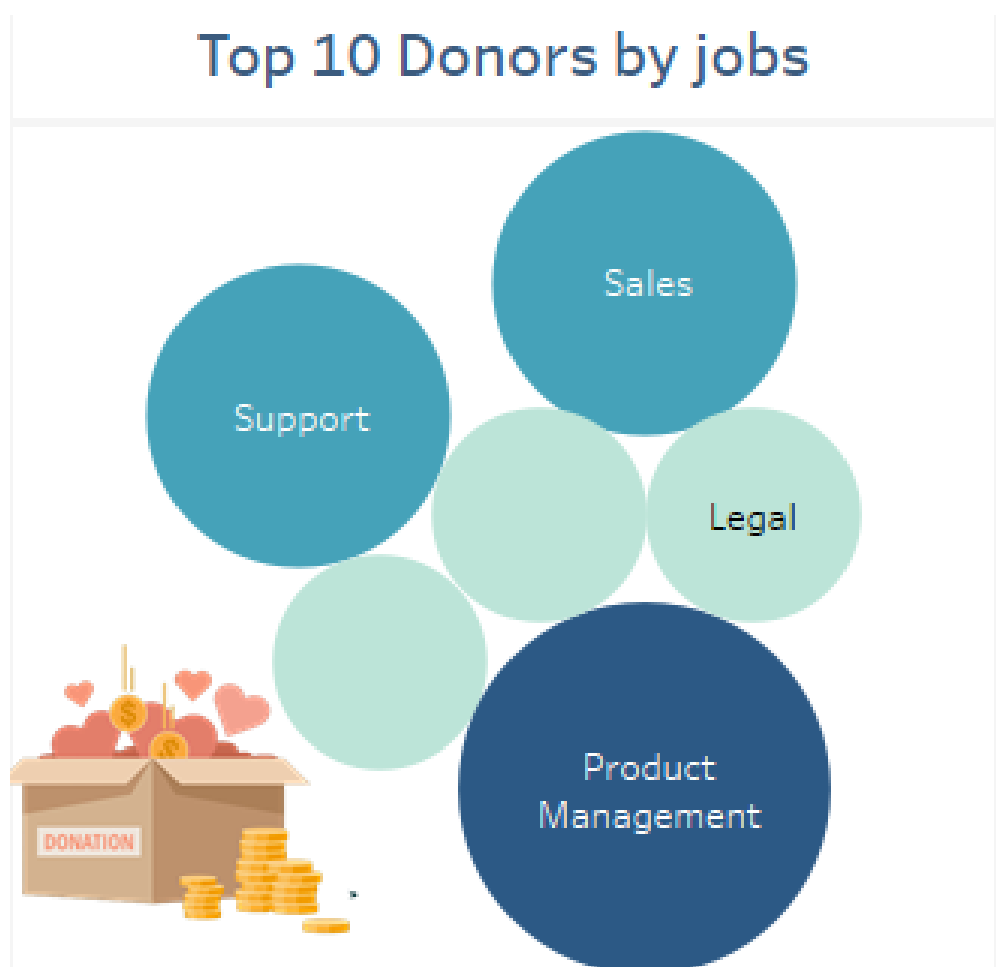 Top 10 Donors by jobs
Sales
Support
Legal
Product
Management
DONATION
$
$